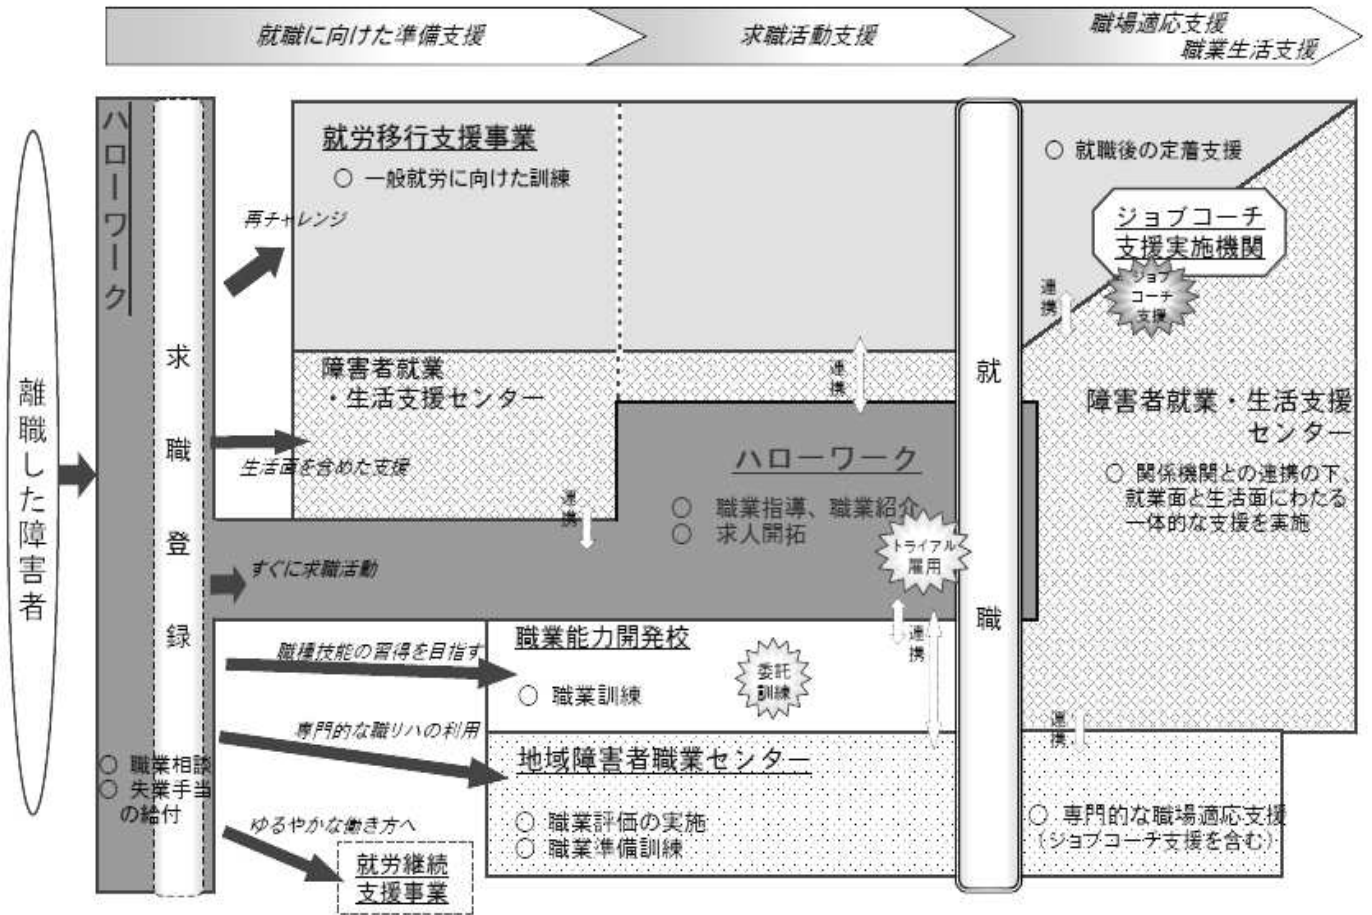 就職に向けた準備支援
求職活動支援
職場適応支援
職業生活支援
離職した障害者
ハローワーク
求職登録
○ 職業相談
○ 失業手当
の給付
再チャレンジ
生活面を含めた支援
すぐに求職活動
職種技能の習得を目指す
専門的な職リハの利用
ゆるやかな働き方へ
就労継続
支援事業
就労移行支援事業
○ 一般就労に向けた訓練
障害者就業
・生活支援センター
連携
連携
ハローワーク
○ 職業指導、職業紹介
○ 求人開拓
トライアル
雇用
連携
職業能力開発校
○ 職業訓練
委託
訓練
地域障害者職業センター
○ 職業評価の実施
○ 職業準備訓練
就職
○ 就職後の定着支援
ジョブコーチ
支援実施機関
ジョブ
コーチ
支援
連携
障害者就業・生活支援
センター
○ 関係機関との連携の下、
就業面と生活面にわたる
一体的な支援を実施
連携
○ 専門的な職場適応支援
（ジョブコーチ支援を含む）